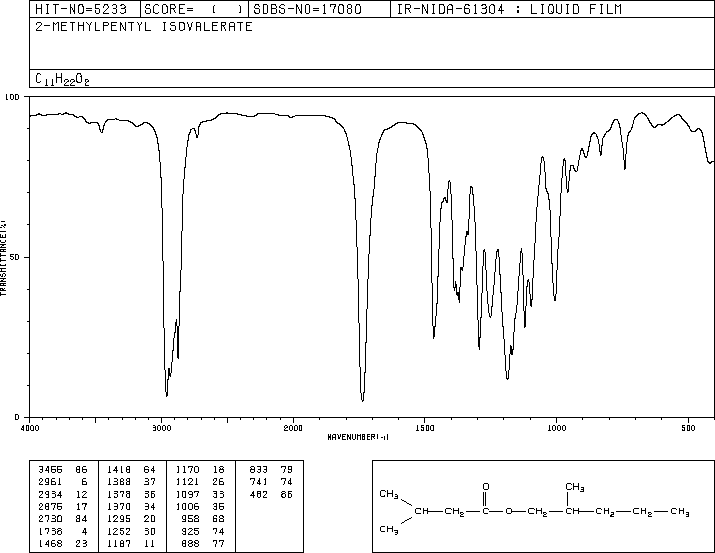 HIT-NO=5233 SCORE= ( ) SDBS-NO=17080 IR-NIDA-61304 : LIQUID FILM
2-METHYLPENTYL ISOVALERATE
C11H22O2
100
50
0
TRANSMITTANCE(%)
4000 3000 2000 1500 1000 500
WAVENUMBER(-1)
3466 86 1418 64 1170 18 833 79
2961 6 1388 37 1121 26 741 74
2934 12 1378 36 1097 33 482 86
2876 17 1370 34 1006 36
2730 84 1295 20 958 68
1736 4 1252 30 925 74
1468 23 1187 11 888 77
O CH3
CH3
CH—CH2—C—O—CH2—CH—CH2—CH2—CH3
CH3